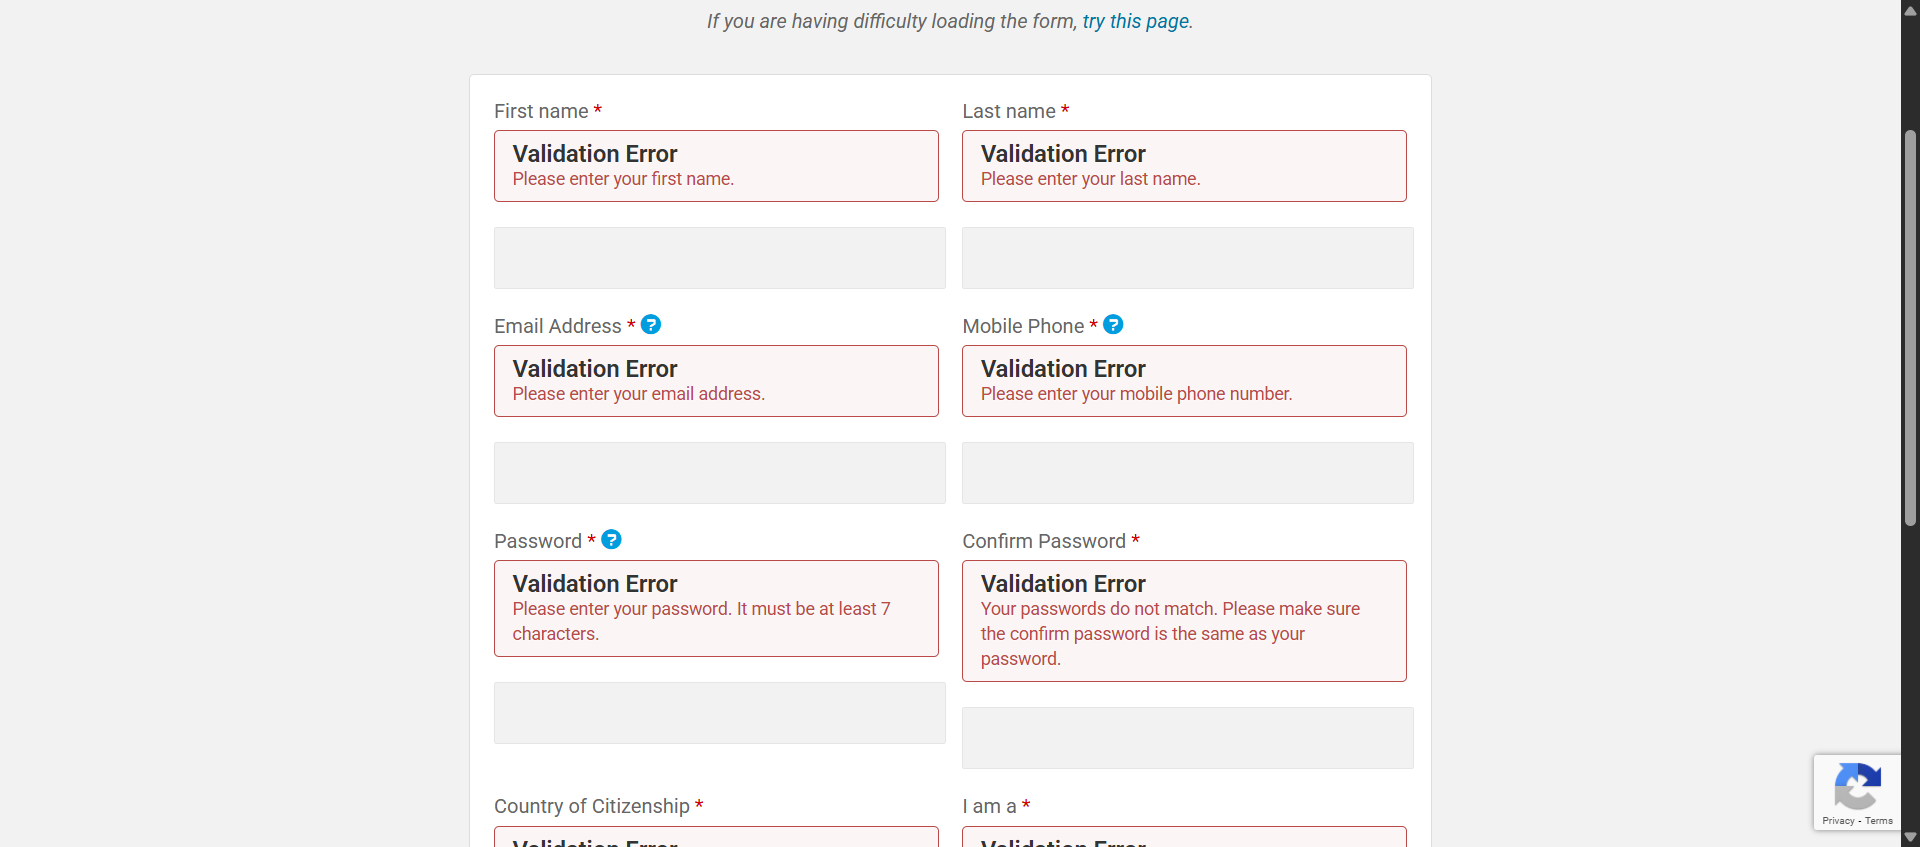 If you are having difficulty loading the form, try this page.
First name *
Last name *
Validation Error
Please enter your first name.
Validation Error
Please enter your last name.
Email Address * ?
Mobile Phone * ?
Validation Error
Please enter your email address.
Validation Error
Please enter your mobile phone number.
Password * ?
Confirm Password *
Validation Error
Please enter your password. It must be at least 7
characters.
Validation Error
Your passwords do not match. Please make sure
the confirm password is the same as your
password.
Country of Citizenship *
I am a *
Validation Error
Validation Error
Privacy - Terms